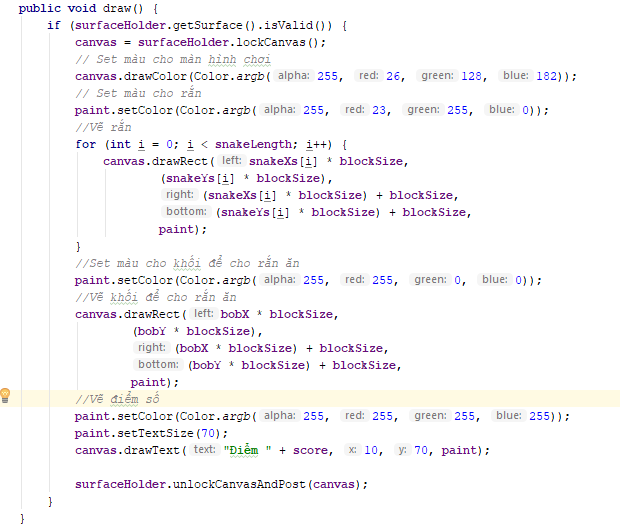 public void draw() {
if (surfaceHolder.getSurface().isValid()) {
canvas = surfaceHolder.lockCanvas();
// Set màu cho màn hình chơi
canvas.drawColor(Color.argb( alpha: 255, red: 26, green: 128, blue: 182));
// Set màu cho rắn
paint.setColor(Color.argb( alpha: 255, red: 23, green: 255, blue: 0));
//Vẽ rắn
for (int i = 0; i < snakeLength; i++) {
canvas.drawRect( left: snakeXs[i] * blockSize,
(snakeYs[i] * blockSize),
right: (snakeXs[i] * blockSize) + blockSize,
bottom: (snakeYs[i] * blockSize) + blockSize,
paint);
}
//Set màu cho khối để cho rắn ăn
paint.setColor(Color.argb( alpha: 255, red: 255, green: 0, blue: 0));
//Vẽ khối để cho rắn ăn
canvas.drawRect( left: bobX * blockSize,
(bobY * blockSize),
right: (bobX * blockSize) + blockSize,
bottom: (bobY * blockSize) + blockSize,
paint);
//Vẽ điểm số
paint.setColor(Color.argb( alpha: 255, red: 255, green: 255, blue: 255));
paint.setTextSize(70);
canvas.drawText( text: "Điểm " + score, x: 10, y: 70, paint);
surfaceHolder.unlockCanvasAndPost(canvas);
}
}